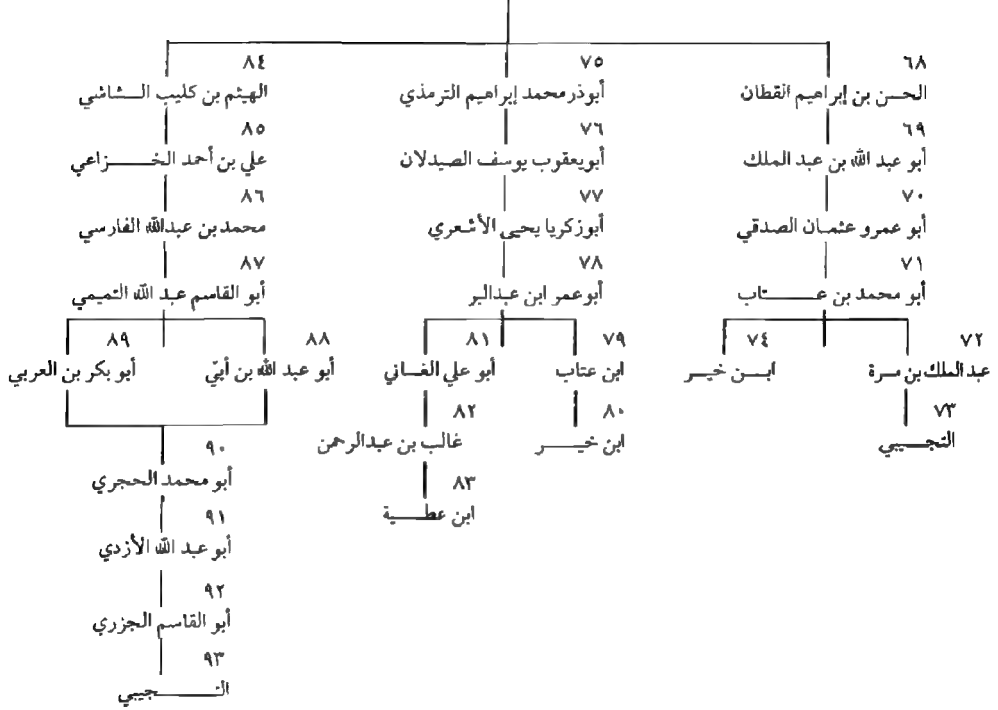 ٦٨
الحسن بن إبراهيم القطان
٦٩
أبو عبد الله بن عبد الملك
٧٠
أبو عمرو عثمان الصدقي
٧١
أبو محمد بن عتاب
٧٢
عبد الملك بن مسرة
٧٣
التجيبي
٧٤
ابن خير
٧٥
أبوذر محمد إبراهيم الترمذي
٧٦
أبويعقوب يوسف الصيدلان
٧٧
أبوزكريا يحيى الأشعري
٧٨
أبوعمر ابن عبدالبر
٧٩
ابن عتاب
٨٠
ابن خير
٨١
أبو علي الغساني
٨٢
غالب بن عبدالرحمن
٨٣
ابن عطية
٨٤
الهيثم بن كليب الشاشي
٨٥
علي بن أحمد الخزاعي
٨٦
محمد بن عبدالله الفارسي
٨٧
أبو القاسم عبد الله التميمي
٨٨
أبو عبد الله بن أبيّ
٨٩
أبو بكر بن العربي
٩٠
أبو محمد الحجري
٩١
أبو عبد الله الأزدي
٩٢
أبو القاسم الجزري
٩٣
التجيبي